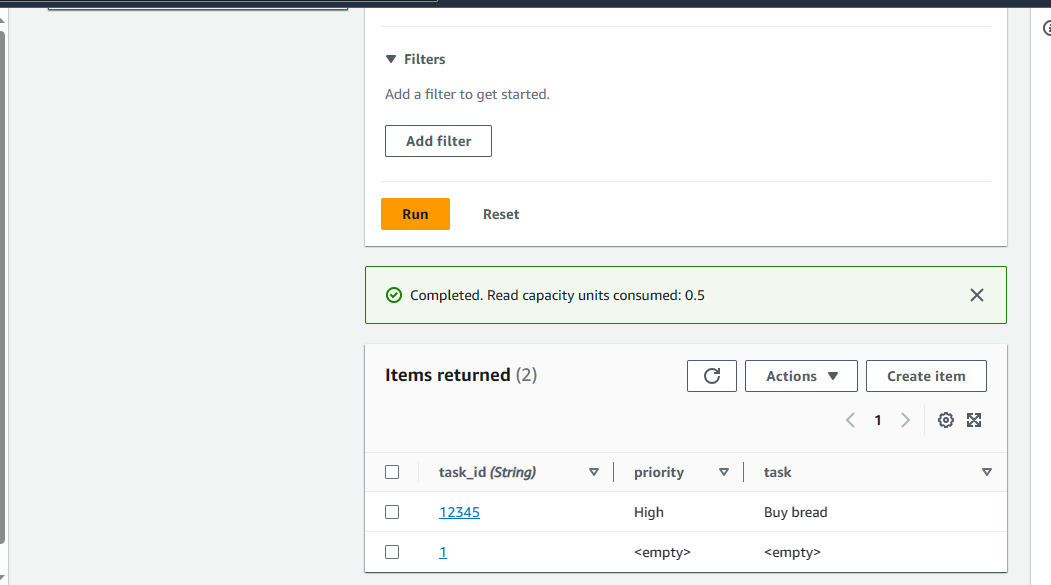 Filters
Add a filter to get started.
Add filter
Run Reset
Completed. Read capacity units consumed: 0.5
Items returned (2) Actions Create item
1
task_id (String) priority task
12345 High Buy bread
1 <empty> <empty>